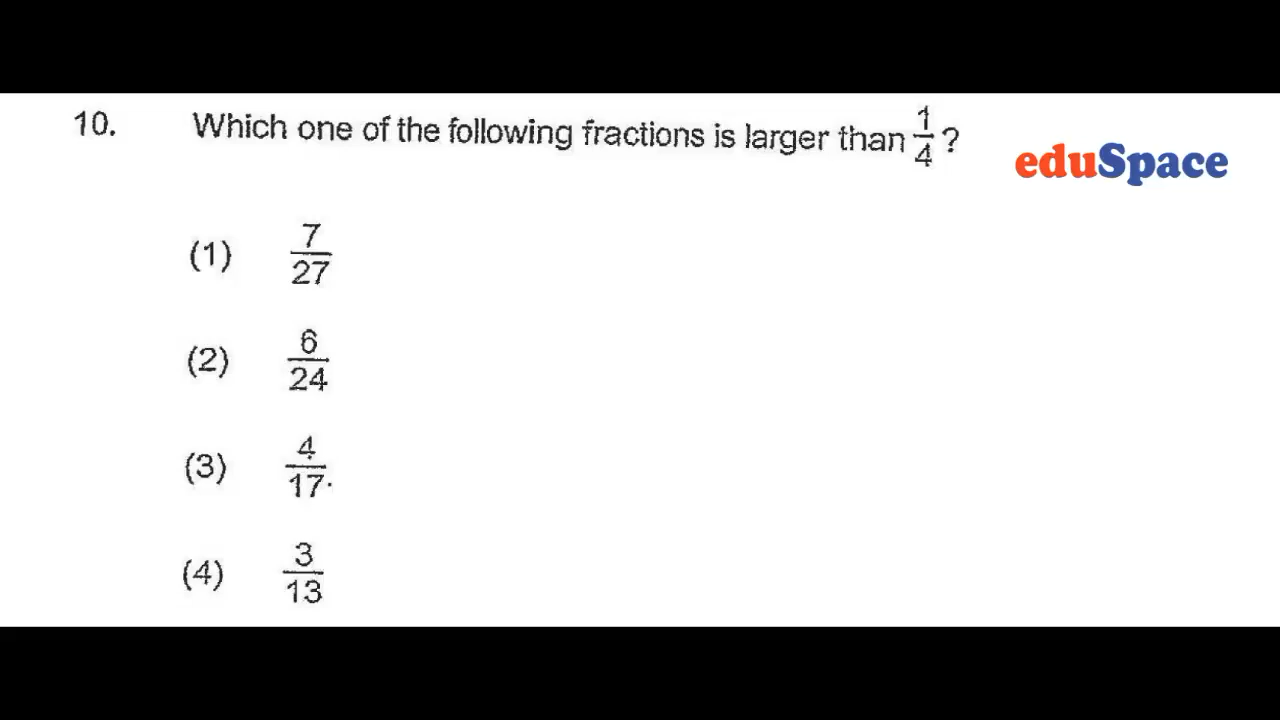 10. Which one of the following fractions is larger than 1/4 ?
eduSpace
(1) 7/27
(2) 6/24
(3) 4/17.
(4) 3/13